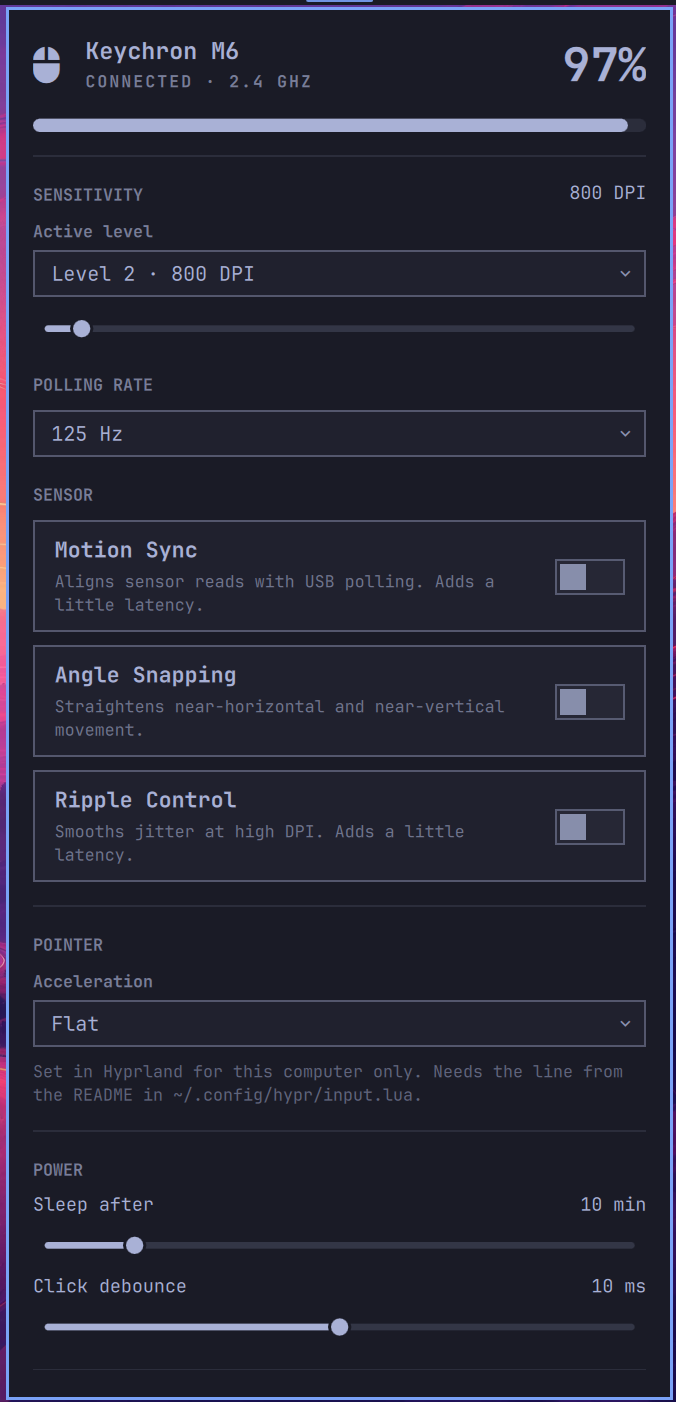 Keychron M6
97%
CONNECTED · 2.4 GHZ
SENSITIVITY
800 DPI
Active level
Level 2 · 800 DPI
POLLING RATE
125 Hz
SENSOR
Motion Sync
Aligns sensor reads with USB polling. Adds a
little latency.
Angle Snapping
Straightens near-horizontal and near-vertical
movement.
Ripple Control
Smooths jitter at high DPI. Adds a little
latency.
POINTER
Acceleration
Flat
Set in Hyprland for this computer only. Needs the line from
the README in ~/.config/hypr/input.lua.
POWER
Sleep after
10 min
Click debounce
10 ms